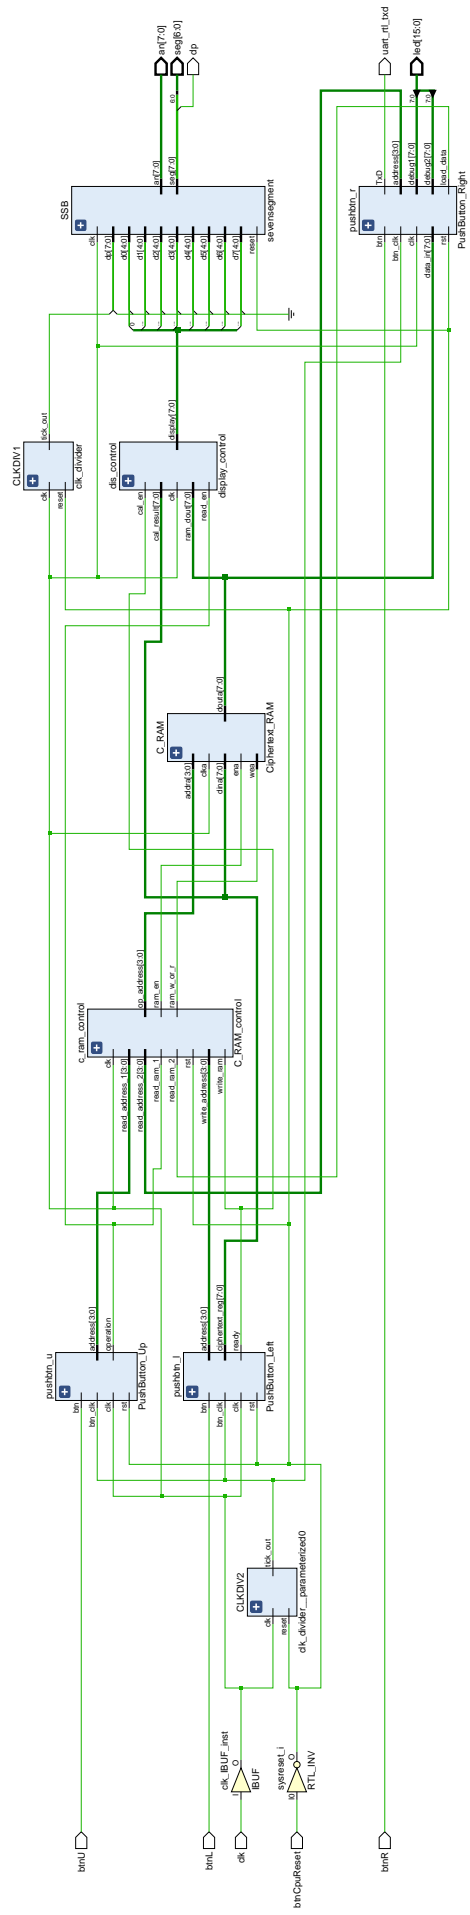 btnU
btnL
clk
btnCpuReset
btnR
clk_IBUF_inst
I
O
IBUF
sysreset_i
I0
O
RTL_INV
CLKDIV2
clk
reset
tick_out
clk_divider__parameterized0
pushbtn_u
btn
btn_clk
clk
rst
address[3:0]
operation
PushButton_Up
pushbtn_l
btn
btn_clk
clk
rst
address[3:0]
ciphertext_reg[7:0]
ready
PushButton_Left
c_ram_control
clk
read_address_1[3:0]
read_address_2[3:0]
read_ram_1
read_ram_2
rst
write_address[3:0]
write_ram
op_address[3:0]
ram_en
ram_w_or_r
C_RAM_control
C_RAM
addra[3:0]
clka
dina[7:0]
ena
wea
douta[7:0]
Ciphertext_RAM
CLKDIV1
clk
reset
tick_out
clk_divider
dis_control
cal_en
cal_result[7:0]
clk
ram_dout[7:0]
read_en
display[7:0]
display_control
SSB
clk
dp[7:0]
d0[4:0]
d1[4:0]
d2[4:0]
d3[4:0]
d4[4:0]
d5[4:0]
d6[4:0]
d7[4:0]
reset
an[7:0]
seg[7:0]
sevensegment
0
6:0
pushbtn_r
btn
btn_clk
clk
data_in[7:0]
rst
TxD
address[3:0]
debug1[7:0]
debug2[7:0]
load_data
PushButton_Right
7:0
7:0
an[7:0]
seg[6:0]
dp
uart_rtl_txd
led[15:0]